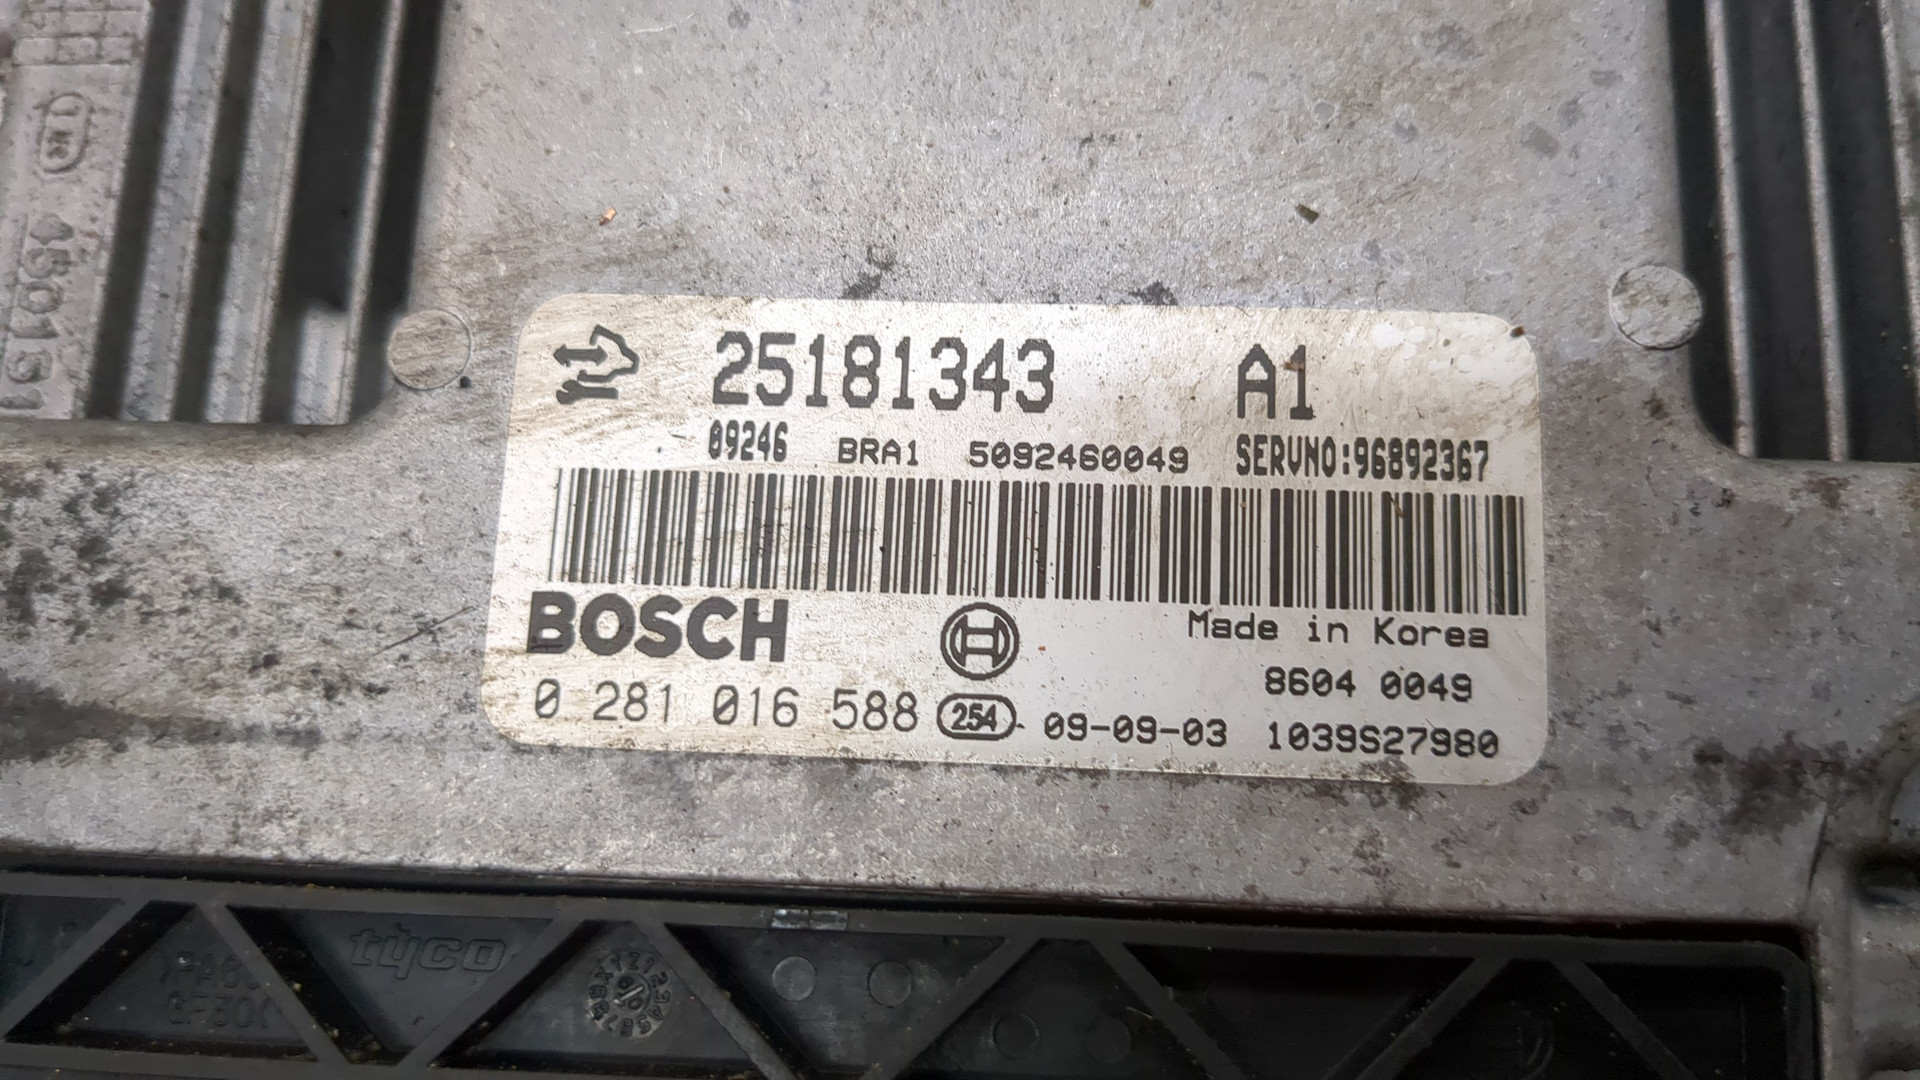 25181343 A1
09246 BRA1 5092460049 SERVNO:96892367
BOSCH
Made in Korea
8604 0049
0 281 016 588 254 09-09-03 1039S27980
tyco